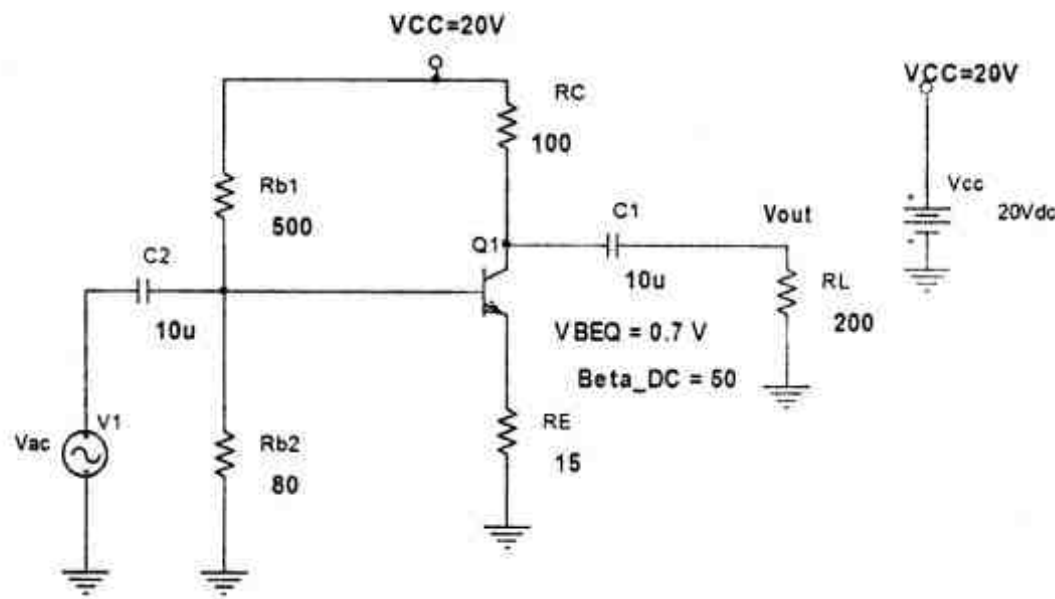 VCC=20V
RC
100
VCC=20V
Rb1
500
Vcc
20Vdc
C1
Vout
Q1
C2
10u
RL
200
10u
VBEQ = 0.7 V
Beta_DC = 50
V1
Vac
Rb2
80
RE
15